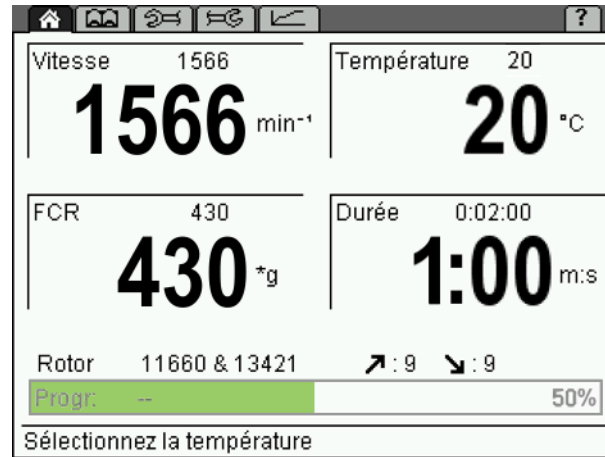 ?
Vitesse 1566
1566 min⁻¹
Température 20
20 °C
FCR 430
430 *g
Durée 0:02:00
1:00 m:s
Rotor 11660 & 13421 ↗: 9 ↘: 9
Progr: -- 50%
Sélectionnez la température